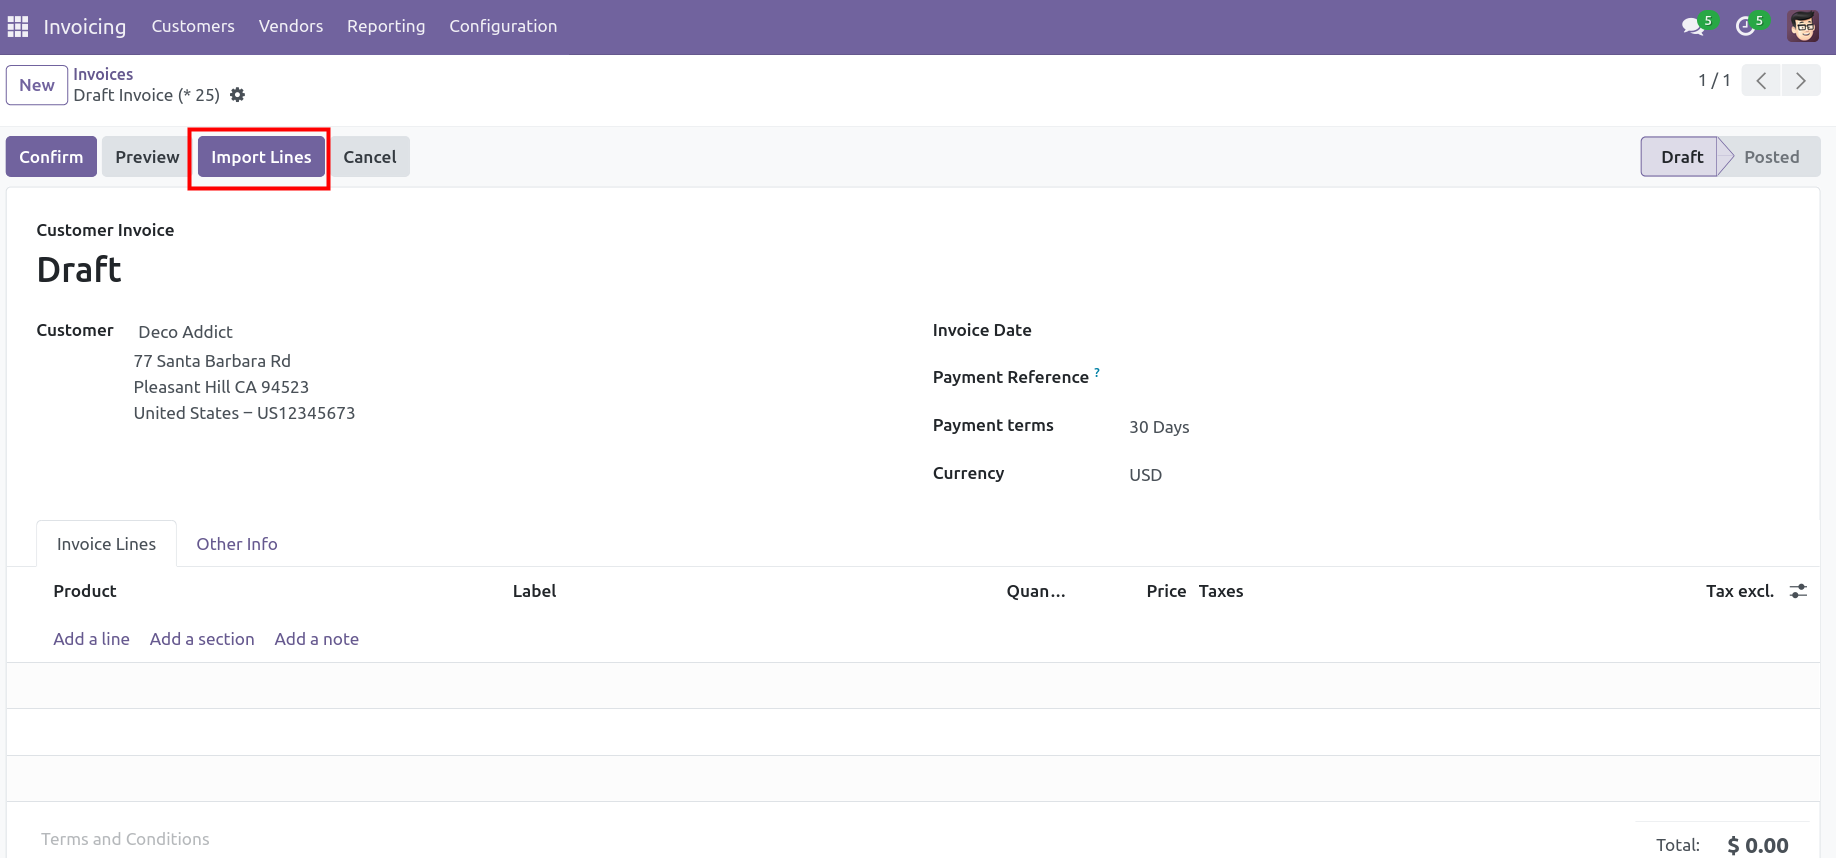 Invoicing Customers Vendors Reporting Configuration 5 5
New Invoices
Draft Invoice (* 25)
1 / 1
Confirm Preview Import Lines Cancel Draft Posted
Customer Invoice
Draft
Customer Deco Addict
77 Santa Barbara Rd
Pleasant Hill CA 94523
United States – US12345673
Invoice Date
Payment Reference ?
Payment terms 30 Days
Currency USD
Invoice Lines Other Info
Product Label Quan... Price Taxes Tax excl.
Add a line Add a section Add a note
Terms and Conditions
Total: $ 0.00